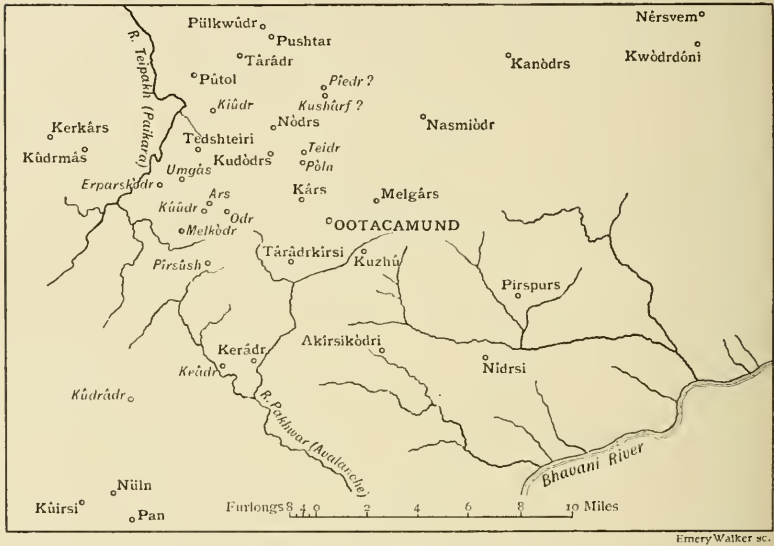 Nêrsvem
Pülkwûdr
Pushtar
Kwòdrdóni
Târâdr
Kanòdrs
R. Teipakh (Paikara)
Pûtol
Piedr ?
Kushârf ?
Kiûdr
Nasmiòdr
Nòdrs
Kerkârs
Tedshteiri
Kûdrmâs
Kudòdrs
Teidr
Pòln
Umgâs
Erparskòdr
Ars
Kârs
Melgârs
Kûûdr
Odr
OOTACAMUND
Melkòdr
Pirsûsh
Târâdrkirsi
Kuzhû
Pirspurs
Akîrsikòdri
Kerâdr
Nidrsi
Keâdr
Kûdrâdr
R. Pakhwar (Avalanche)
Bhavani River
Nüln
Kûirsi
Pan
Furlongs 8 4 0 2 4 6 8 10 Miles
Emery Walker sc.